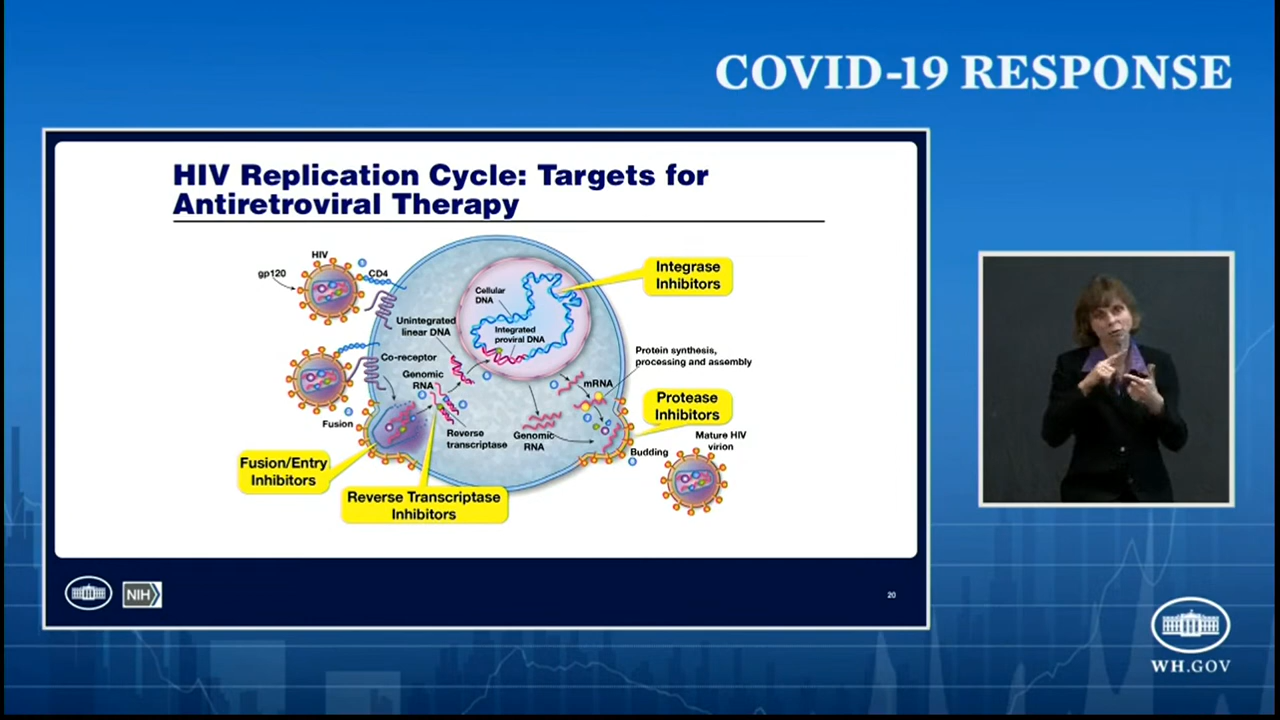 COVID-19 RESPONSE
HIV Replication Cycle: Targets for
Antiretroviral Therapy
HIV
gp120
CD4
Integrase
Inhibitors
Cellular
DNA
Unintegrated
linear DNA
Integrated
proviral DNA
Co-receptor
Protein synthesis,
processing and assembly
Genomic
RNA
mRNA
Protease
Inhibitors
Fusion
Reverse
transcriptase
Genomic
RNA
Mature HIV
virion
Budding
Fusion/Entry
Inhibitors
Reverse Transcriptase
Inhibitors
NIH
20
WH.GOV